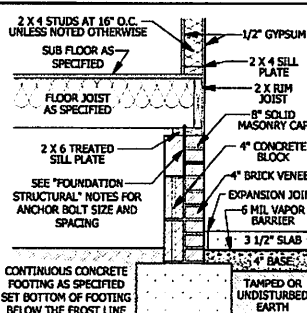 2 X 4 STUDS AT 16" O.C.
UNLESS NOTED OTHERWISE
SUB FLOOR AS
SPECIFIED
FLOOR JOIST
AS SPECIFIED
2 X 6 TREATED
SILL PLATE
SEE "FOUNDATION
STRUCTURAL" NOTES FOR
ANCHOR BOLT SIZE AND
SPACING
CONTINUOUS CONCRETE
FOOTING AS SPECIFIED
SET BOTTOM OF FOOTING
BELOW THE FROST LINE
1/2" GYPSUM
2 X 4 SILL
PLATE
2 X RIM
JOIST
8" SOLID
MASONRY CAP
4" CONCRETE
BLOCK
4" BRICK VENEE
EXPANSION JOIN
6 MIL VAPOR
BARRIER
3 1/2" SLAB
4" BASE
TAMPED OR
UNDISTURBED
EARTH